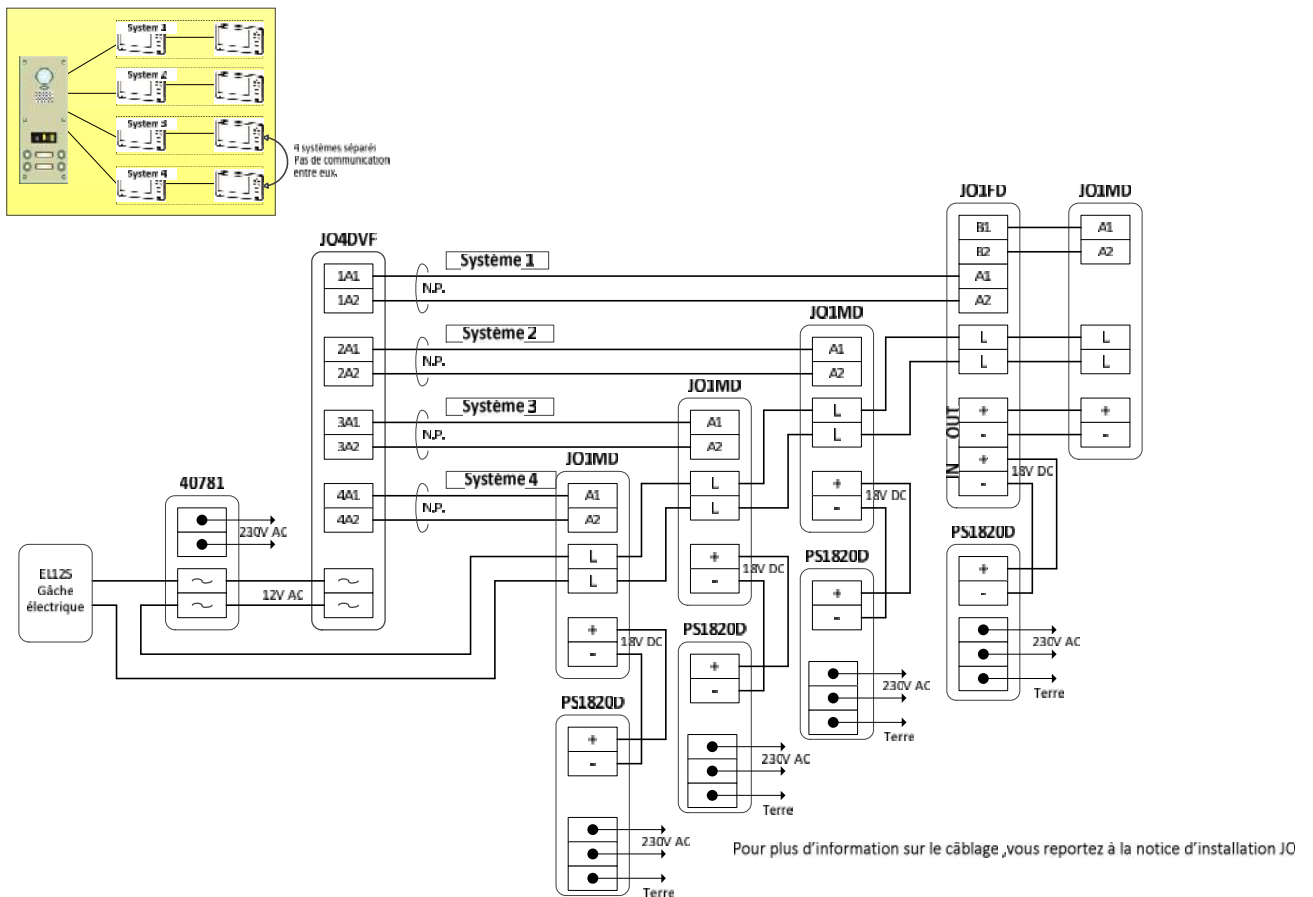 System 1
System 2
System 3
System 4
4 systèmes séparés
Pas de communication
entre eux.
JO4DVF
1A1
1A2
2A1
2A2
3A1
3A2
4A1
4A2
Système 1
N.P.
Système 2
N.P.
Système 3
N.P.
Système 4
N.P.
JO1FD
B1
B2
A1
A2
L
L
OUT
+
-
IN
+
-
18V DC
JO1MD
A1
A2
L
L
+
-
JO1MD
A1
A2
L
L
+
-
18V DC
JO1MD
A1
A2
L
L
+
-
18V DC
JO1MD
A1
A2
L
L
+
-
18V DC
40781
230V AC
12V AC
EL12S
Gâche
électrique
PS1820D
+
-
230V AC
Terre
PS1820D
+
-
230V AC
Terre
PS1820D
+
-
230V AC
Terre
PS1820D
+
-
230V AC
Terre
Pour plus d'information sur le câblage ,vous reportez à la notice d'installation JO